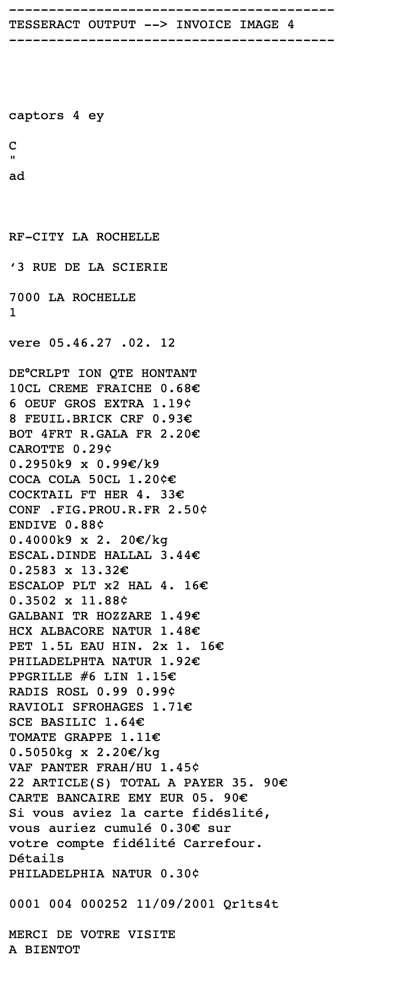 ----------------------------------------
TESSERACT OUTPUT --> INVOICE IMAGE 4
----------------------------------------
captors 4 ey
C
"
ad
RF-CITY LA ROCHELLE
‘3 RUE DE LA SCIERIE
7000 LA ROCHELLE
1
vere 05.46.27 .02. 12
DE°CRLPT ION QTE HONTANT
10CL CREME FRAICHE 0.68€
6 OEUF GROS EXTRA 1.19¢
8 FEUIL.BRICK CRF 0.93€
BOT 4FRT R.GALA FR 2.20€
CAROTTE 0.29¢
0.2950k9 x 0.99€/k9
COCA COLA 50CL 1.20¢€
COCKTAIL FT HER 4. 33€
CONF .FIG.PROU.R.FR 2.50¢
ENDIVE 0.88¢
0.4000k9 x 2. 20€/kg
ESCAL.DINDE HALLAL 3.44€
0.2583 x 13.32€
ESCALOP PLT x2 HAL 4. 16€
0.3502 x 11.88¢
GALBANI TR HOZZARE 1.49€
HCX ALBACORE NATUR 1.48€
PET 1.5L EAU HIN. 2x 1. 16€
PHILADELPHTA NATUR 1.92€
PPGRILLE #6 LIN 1.15€
RADIS ROSL 0.99 0.99¢
RAVIOLI SFROHAGES 1.71€
SCE BASILIC 1.64€
TOMATE GRAPPE 1.11€
0.5050kg x 2.20€/kg
VAF PANTER FRAH/HU 1.45¢
22 ARTICLE(S) TOTAL A PAYER 35. 90€
CARTE BANCAIRE EMY EUR 05. 90€
Si vous aviez la carte fidéslité,
vous auriez cumulé 0.30€ sur
votre compte fidélité Carrefour.
Détails
PHILADELPHIA NATUR 0.30¢
0001 004 000252 11/09/2001 Qr1ts4t
MERCI DE VOTRE VISITE
A BIENTOT